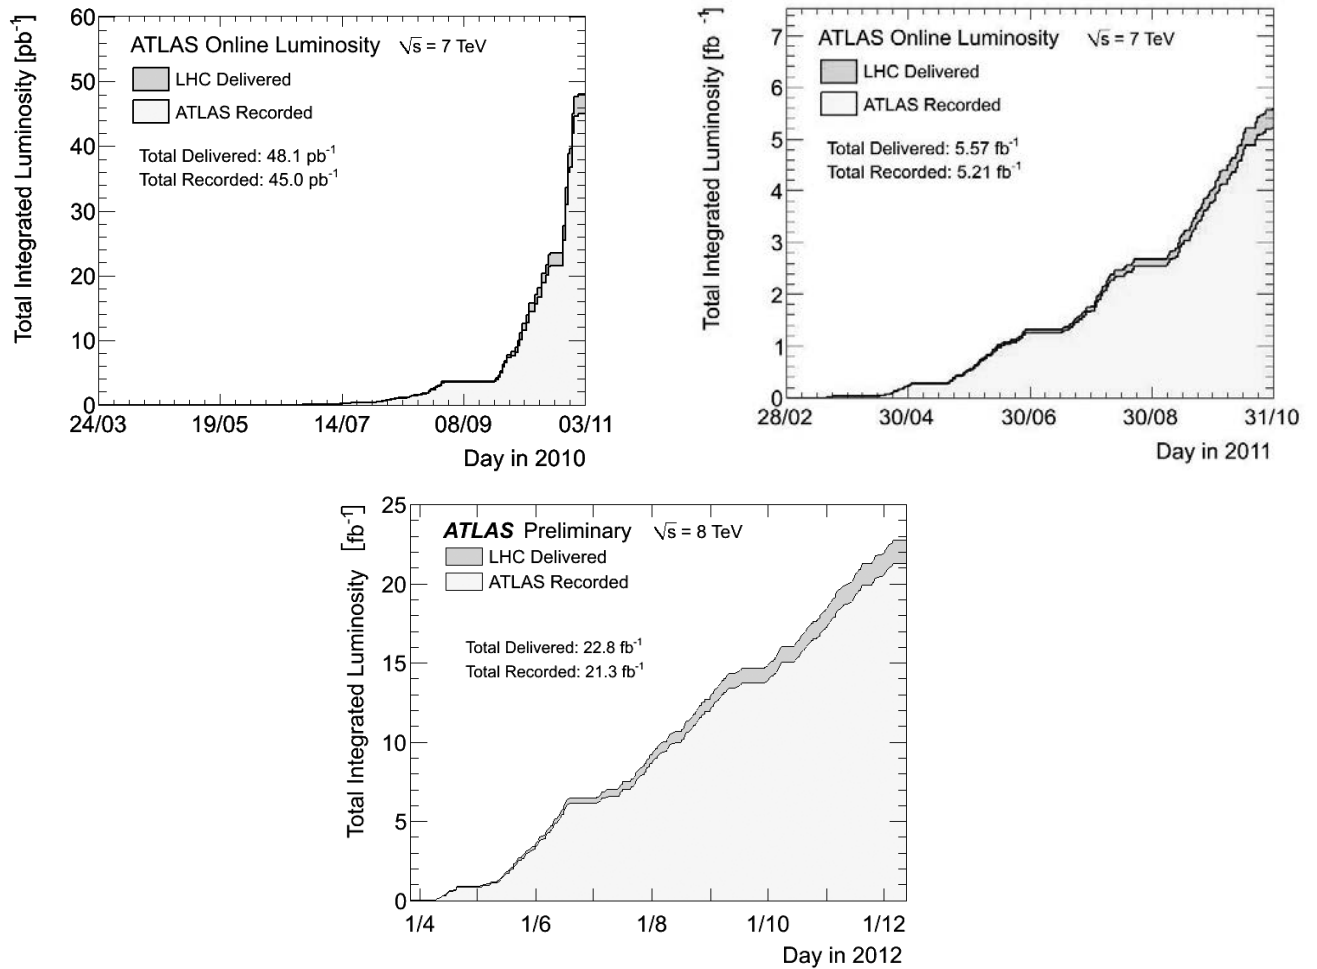 Total Integrated Luminosity [pb⁻¹]
60
50
40
30
20
10
0
ATLAS Online Luminosity √s = 7 TeV
LHC Delivered
ATLAS Recorded
Total Delivered: 48.1 pb⁻¹
Total Recorded: 45.0 pb⁻¹
24/03 19/05 14/07 08/09 03/11
Day in 2010
Total Integrated Luminosity [fb⁻¹]
7
6
5
4
3
2
1
0
ATLAS Online Luminosity √s = 7 TeV
LHC Delivered
ATLAS Recorded
Total Delivered: 5.57 fb⁻¹
Total Recorded: 5.21 fb⁻¹
28/02 30/04 30/06 30/08 31/10
Day in 2011
Total Integrated Luminosity [fb⁻¹]
25
20
15
10
5
0
ATLAS Preliminary √s = 8 TeV
LHC Delivered
ATLAS Recorded
Total Delivered: 22.8 fb⁻¹
Total Recorded: 21.3 fb⁻¹
1/4 1/6 1/8 1/10 1/12
Day in 2012